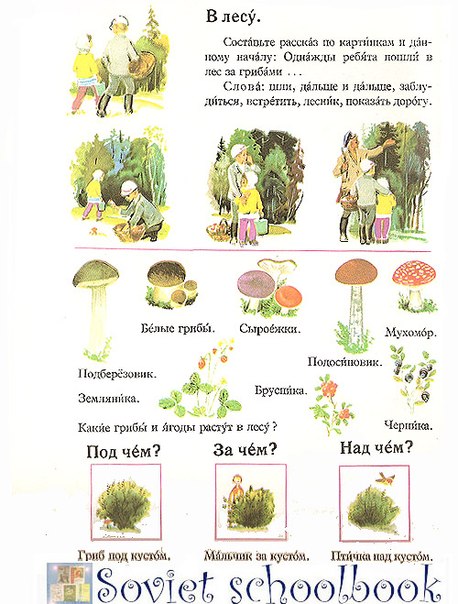 В лесу́.
Соста́вьте расска́з по карти́нкам и да́н-
ному нача́лу: Одна́жды ребя́та пошли́ в
лес за гриба́ми ...
Слова́: шли, да́льше и да́льше, заблу-
ди́ться, встре́тить, лесни́к, показа́ть доро́гу.
Бе́лые грибы́.
Сырое́жки.
Мухомо́р.
Подоси́новик.
Подберёзовик.
Земляни́ка.
Брусни́ка.
Черни́ка.
Каки́е грибы́ и я́годы расту́т в лесу́?
Под че́м?
За че́м?
Над че́м?
Гриб под кусто́м.
Ма́льчик за кусто́м.
Пти́чка над кусто́м.
Soviet schoolbook